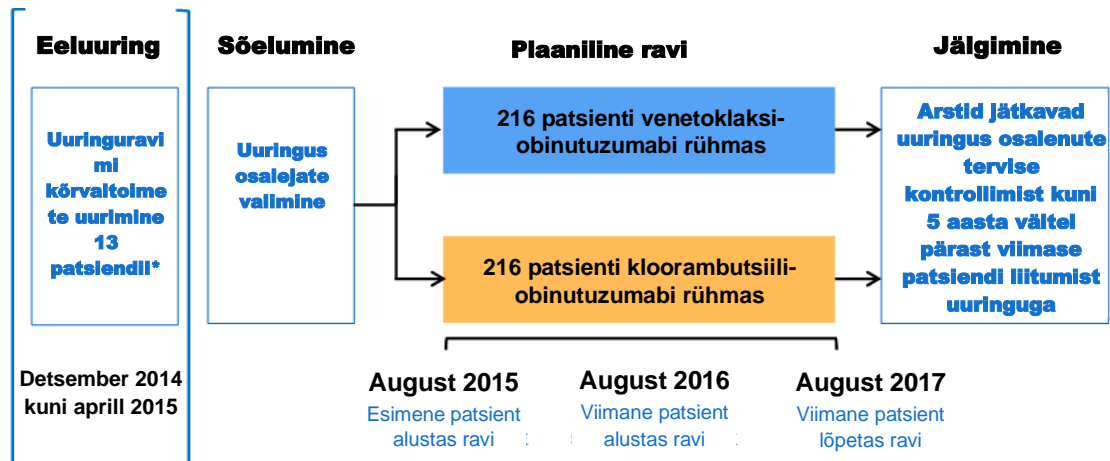 Eeluuring
Uuringuravi
mi
kõrvaltoime
te uurimine
13
patsiendil*
Detsember 2014
kuni aprill 2015
Sõelumine
Uuringus
osalejate
valimine
Plaaniline ravi
216 patsienti venetoklaksi-
obinutuzumabi rühmas
216 patsienti kloorambutsiili-
obinutuzumabi rühmas
August 2015
Esimene patsient
alustas ravi
August 2016
Viimane patsient
alustas ravi
August 2017
Viimane patsient
lõpetas ravi
Jälgimine
Arstid jätkavad
uuringus osalenute
tervise
kontrollimist kuni
5 aasta vältel
pärast viimase
patsiendi liitumist
uuringuga